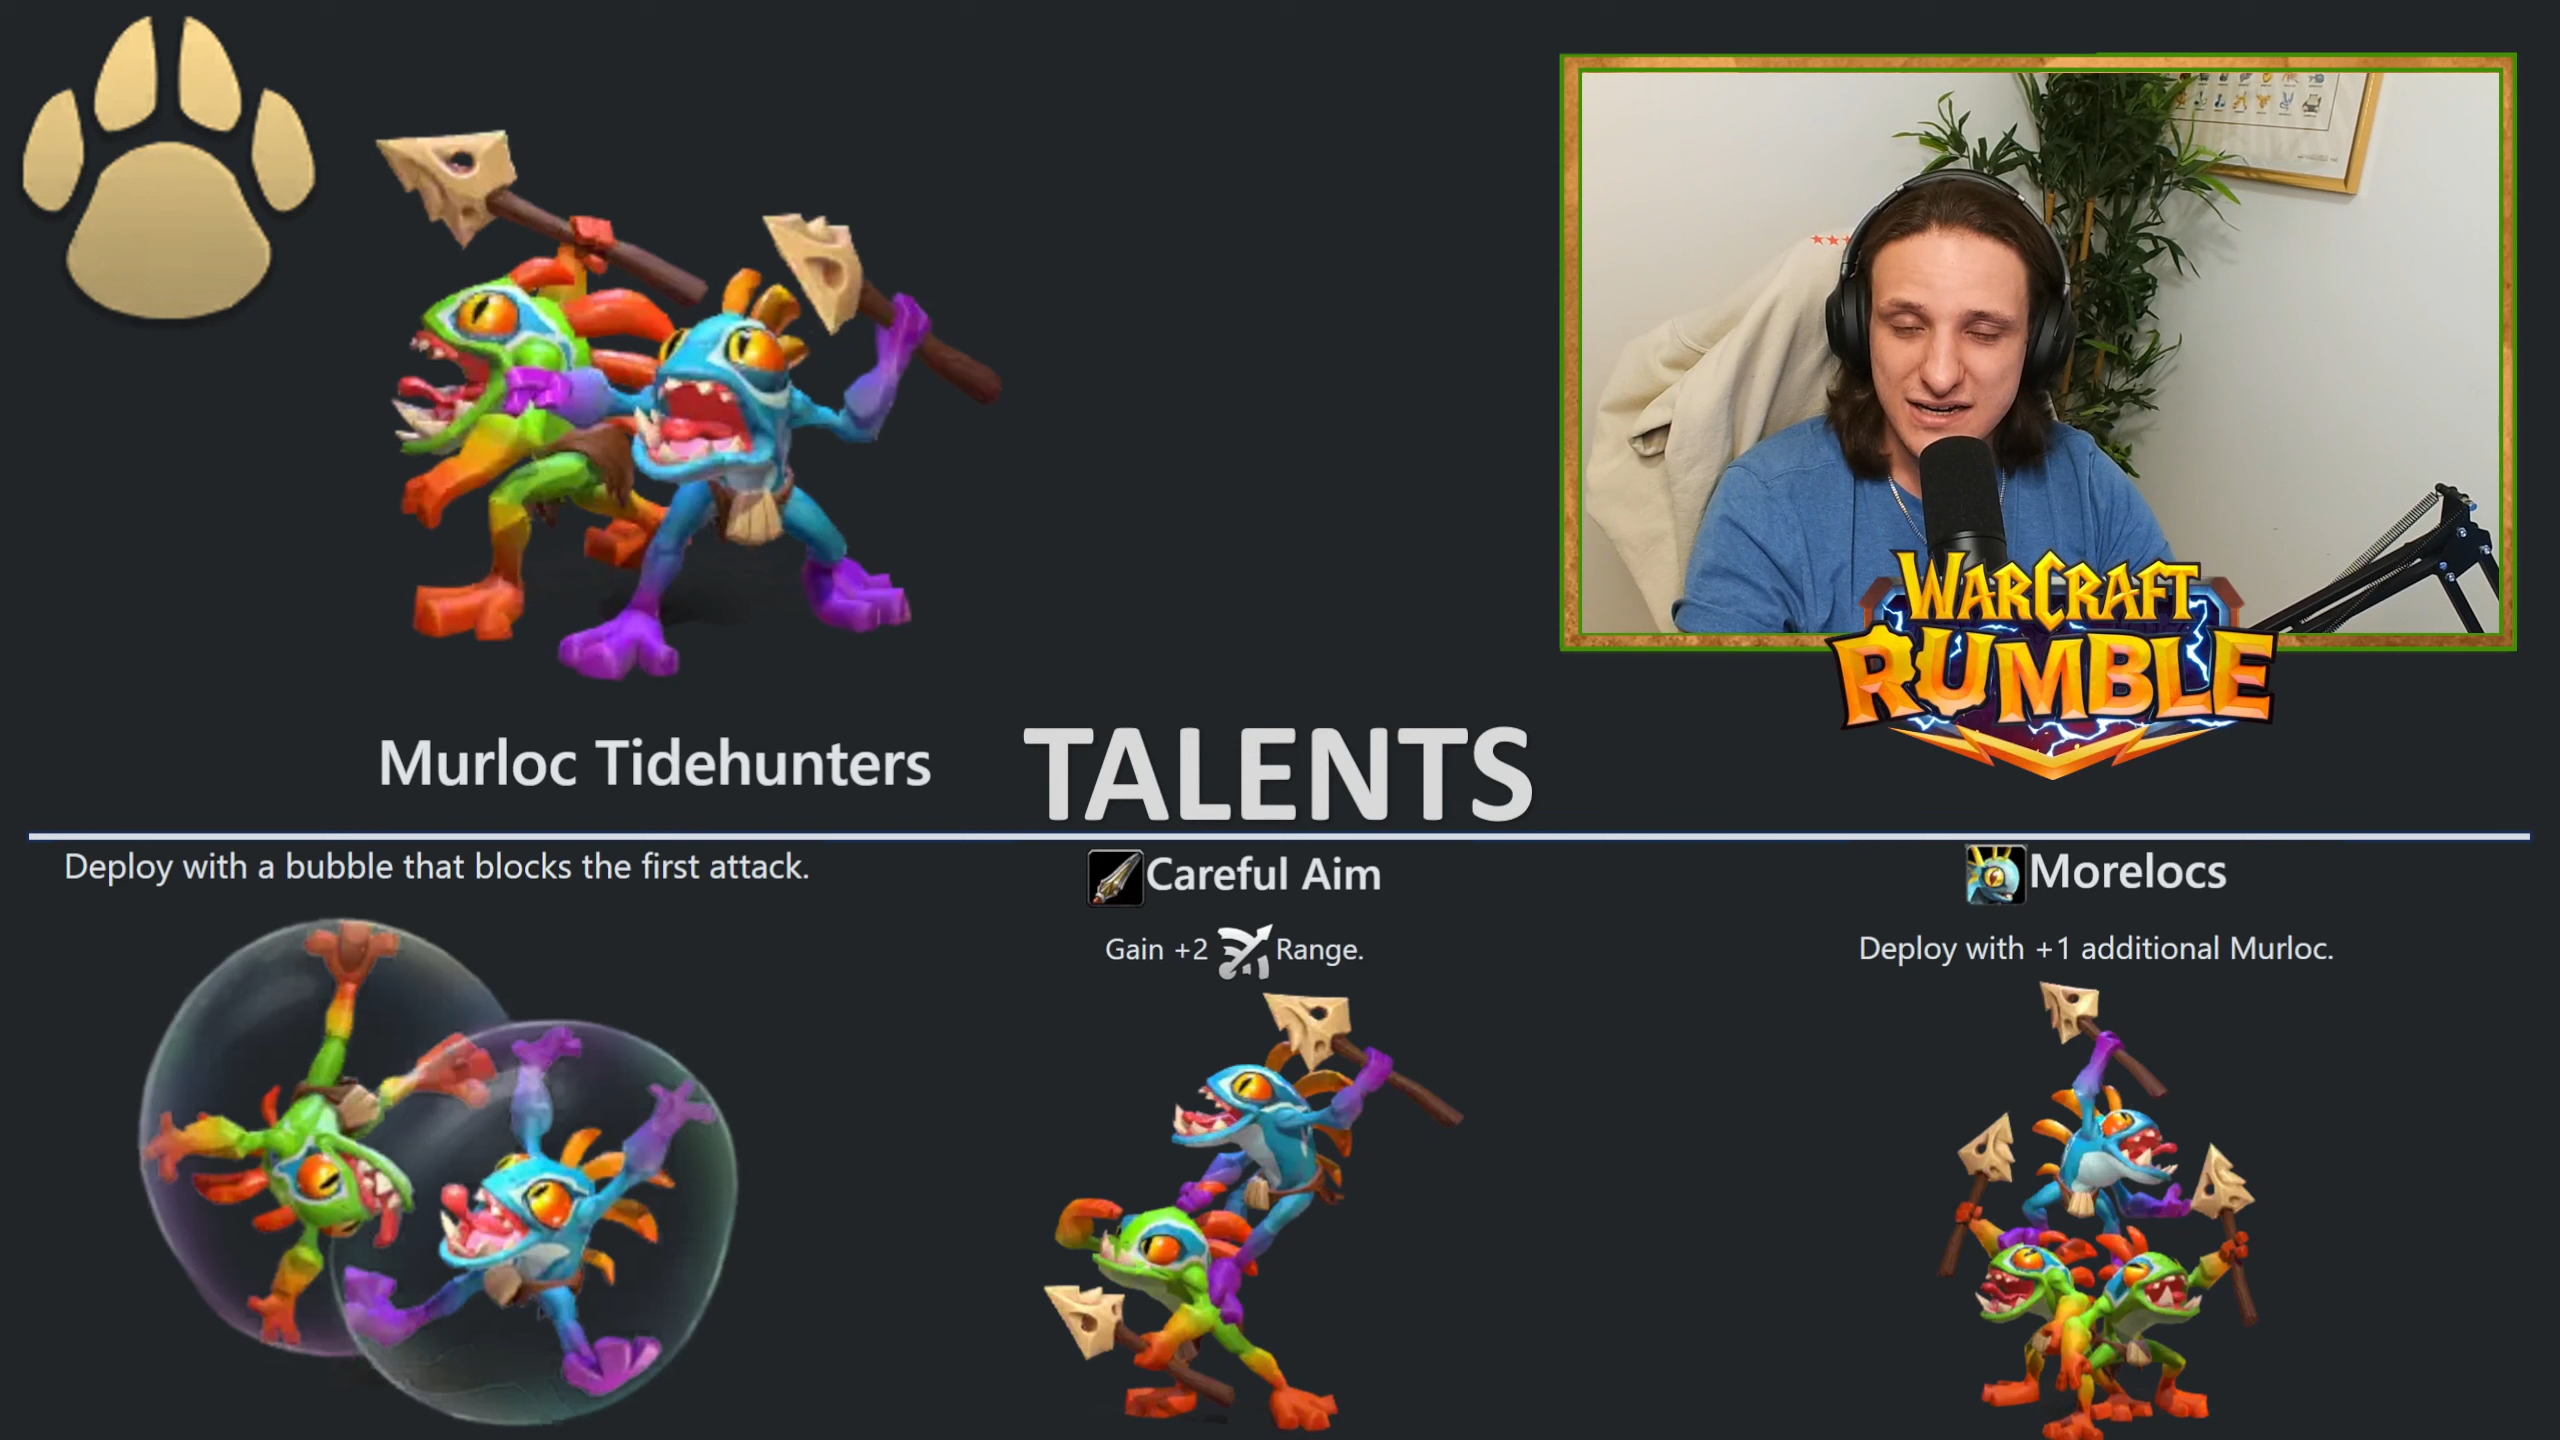 WARCRAFT
RUMBLE
Murloc Tidehunters
TALENTS
Deploy with a bubble that blocks the first attack.
Careful Aim
Gain +2 Range.
Morelocs
Deploy with +1 additional Murloc.